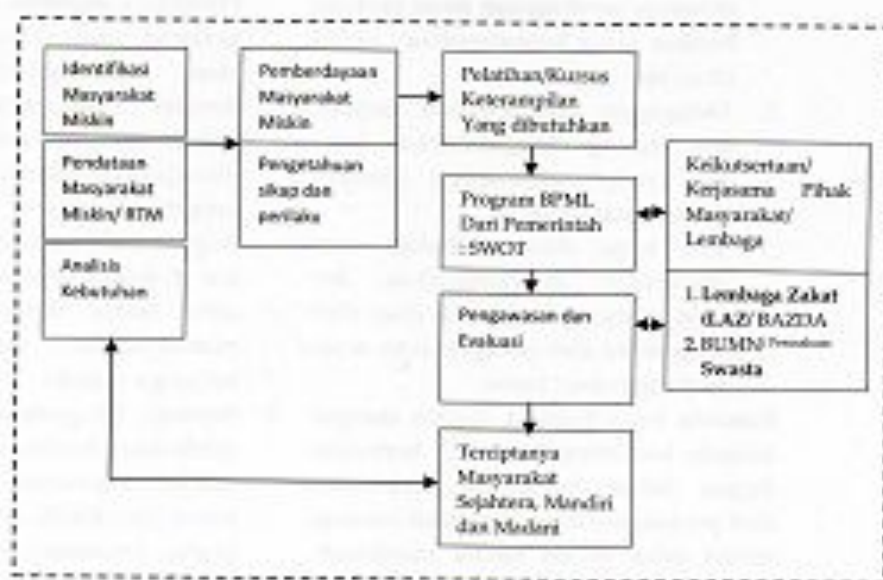 Identifikasi
Masyarakat
Miskin
Pendataan
Masyarakat
Miskin/ RTM
Analisis
Kebutuhan
Pemberdayaan
Masyarakat
Miskin
Pengetahuan
sikap dan
perilaku
Pelatihan/Kursus
Keterampilan
Yang dibutuhkan
Program BPML
Dari Pemerintah
: SWOT
Pengawasan dan
Evaluasi
Terciptanya
Masyarakat
Sejahtera, Mandiri
dan Madani
Keikutsertaan/
Kerjasama Pihak
Masyarakat/
Lembaga
1. Lembaga Zakat
(LAZ/ BAZDA
2. BUMN/ Perusahaan
Swasta